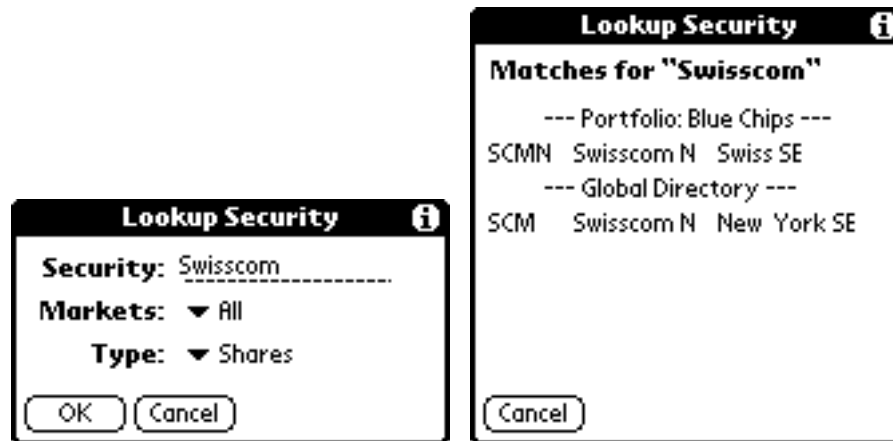 Lookup Security
Security: Swisscom
Markets: All
Type: Shares
OK Cancel
Lookup Security
Matches for "Swisscom"
--- Portfolio: Blue Chips ---
SCMN Swisscom N Swiss SE
--- Global Directory ---
SCM Swisscom N New York SE
Cancel